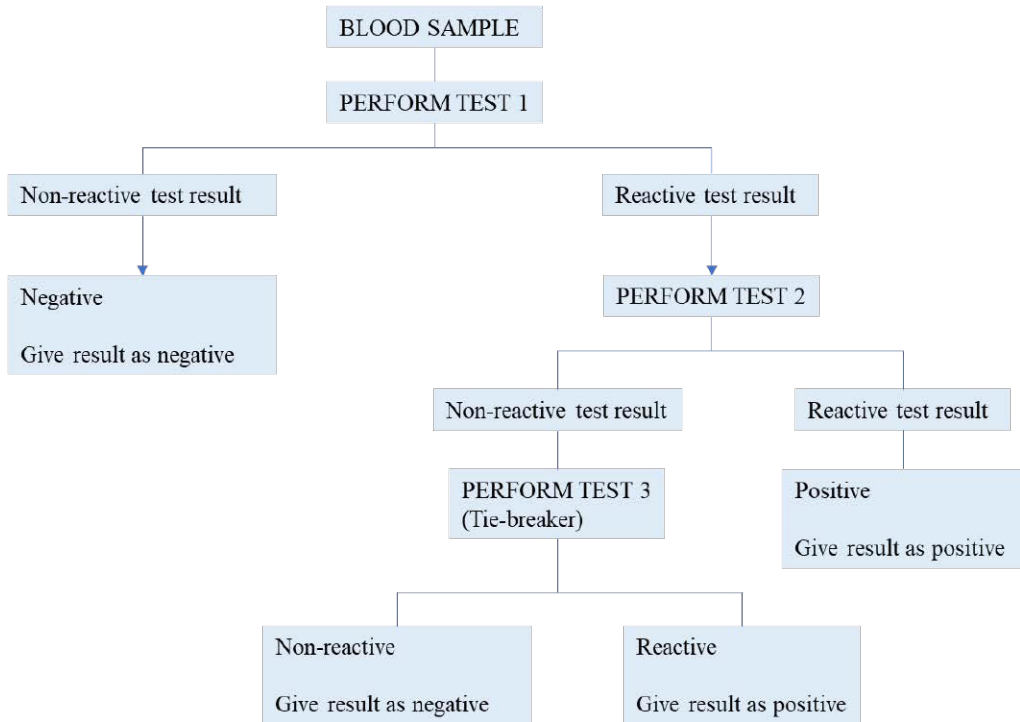 BLOOD SAMPLE
PERFORM TEST 1
Non-reactive test result
Reactive test result
Negative
Give result as negative
PERFORM TEST 2
Non-reactive test result
Reactive test result
PERFORM TEST 3
(Tie-breaker)
Positive
Give result as positive
Non-reactive
Give result as negative
Reactive
Give result as positive